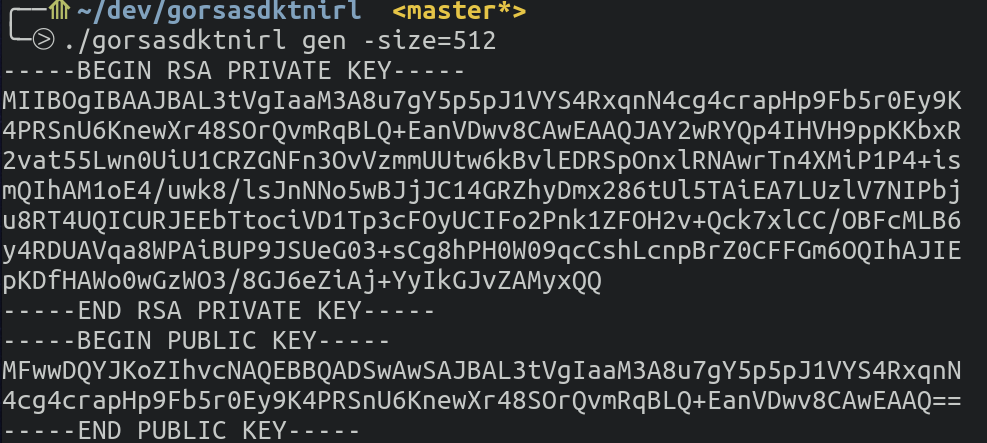 ~/dev/gorsasdktnirl <master*>
./gorsasdktnirl gen -size=512
-----BEGIN RSA PRIVATE KEY-----
MIIBOgIBAAJBAL3tVgIaaM3A8u7gY5p5pJ1VYS4RxqnN4cg4crapHp9Fb5r0Ey9K
4PRSnU6KnewXr48SOrQvmRqBLQ+EanVDwv8CAwEAAQJAY2wRYQp4IHVH9ppKKbxR
2vat55Lwn0UiU1CRZGNFn3OvVzmmUUtw6kBvlEDRSpOnxlRNAwrTn4XMiP1P4+is
mQIhAM1oE4/uwk8/lsJnNNo5wBJjJC14GRZhyDmx286tUl5TAiEA7LUzlV7NIPbj
u8RT4UQICURJEEbTtociVD1Tp3cFOyUCIFo2Pnk1ZFOH2v+Qck7xlCC/OBFcMLB6
y4RDUAVqa8WPAiBUP9JSUeG03+sCg8hPH0W09qcCshLcnpBrZ0CFFGm6OQIhAJIE
pKDfHAWo0wGzWO3/8GJ6eZiAj+YyIkGJvZAMyxQQ
-----END RSA PRIVATE KEY-----
-----BEGIN PUBLIC KEY-----
MFwwDQYJKoZIhvcNAQEBBQADSwAwSAJBAL3tVgIaaM3A8u7gY5p5pJ1VYS4RxqnN
4cg4crapHp9Fb5r0Ey9K4PRSnU6KnewXr48SOrQvmRqBLQ+EanVDwv8CAwEAAQ==
-----END PUBLIC KEY-----